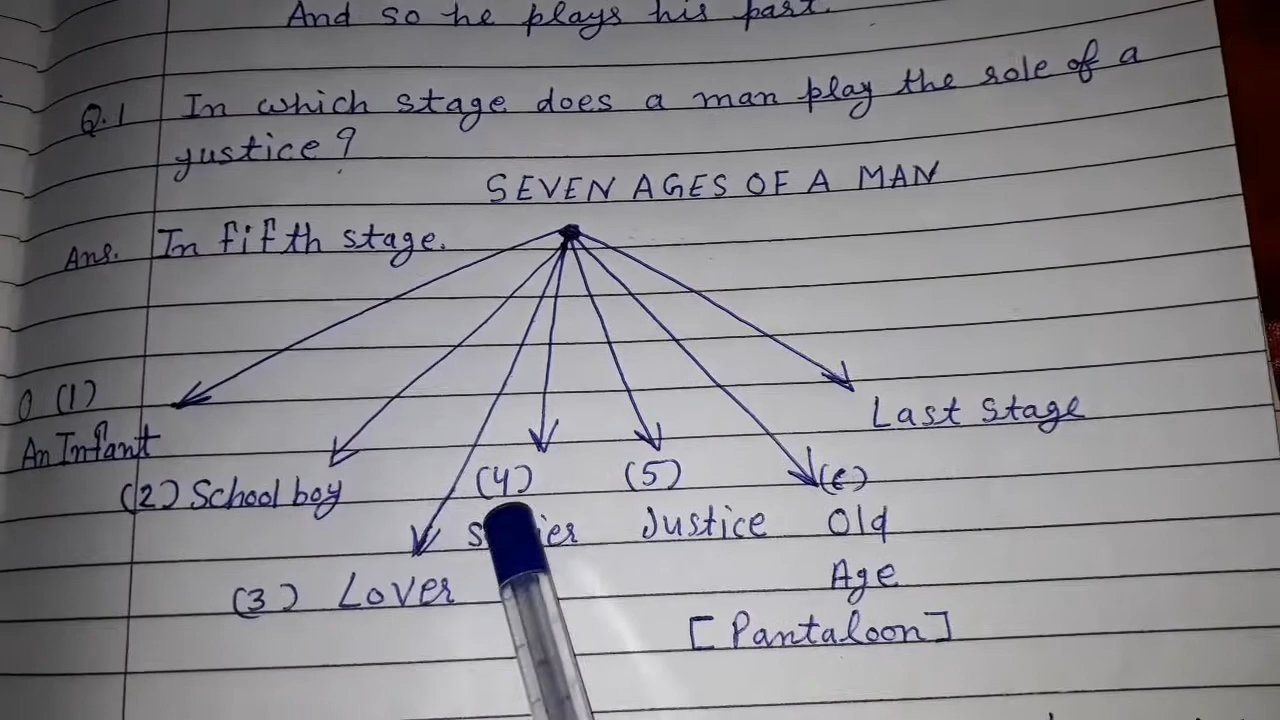 And so he plays his part.
Q.1 In which stage does a man play the role of a
justice?
SEVEN AGES OF A MAN
Ans. In fifth stage.
(1)
An Infant
Last stage
(2) School boy
(4) (5) (6)
Justice Old
(3) Lover
Age
[Pantaloon]